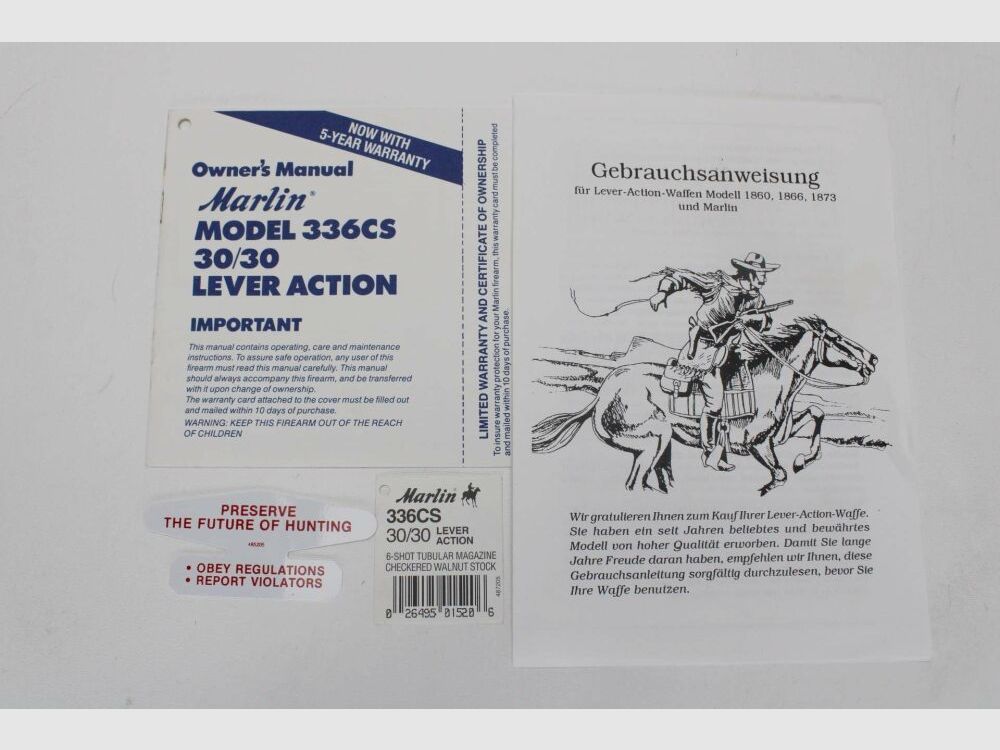 NOW WITH
5-YEAR WARRANTY
Owner's Manual
Marlin®
MODEL 336CS
30/30
LEVER ACTION
IMPORTANT
This manual contains operating, care and maintenance
instructions. To assure safe operation, any user of this
firearm must read this manual carefully. This manual
should always accompany this firearm, and be transferred
with it upon change of ownership.
The warranty card attached to the cover must be filled out
and mailed within 10 days of purchase.
WARNING: KEEP THIS FIREARM OUT OF THE REACH
OF CHILDREN
LIMITED WARRANTY AND CERTIFICATE OF OWNERSHIP
To insure warranty protection for your Marlin firearm, this warranty card must be completed
and mailed within 10 days of purchase.
Gebrauchsanweisung
für Lever-Action-Waffen Modell 1860, 1866, 1873
und Marlin
Wir gratulieren Ihnen zum Kauf Ihrer Lever-Action-Waffe.
Sie haben ein seit Jahren beliebtes und bewährtes
Modell von hoher Qualität erworben. Damit Sie lange
Jahre Freude daran haben, empfehlen wir Ihnen, diese
Gebrauchsanleitung sorgfältig durchzulesen, bevor Sie
Ihre Waffe benutzen.
PRESERVE
THE FUTURE OF HUNTING
485205
• OBEY REGULATIONS
• REPORT VIOLATORS
Marlin
336CS
30/30 LEVER ACTION
6-SHOT TUBULAR MAGAZINE
CHECKERED WALNUT STOCK
487205
0 26495 01520 6